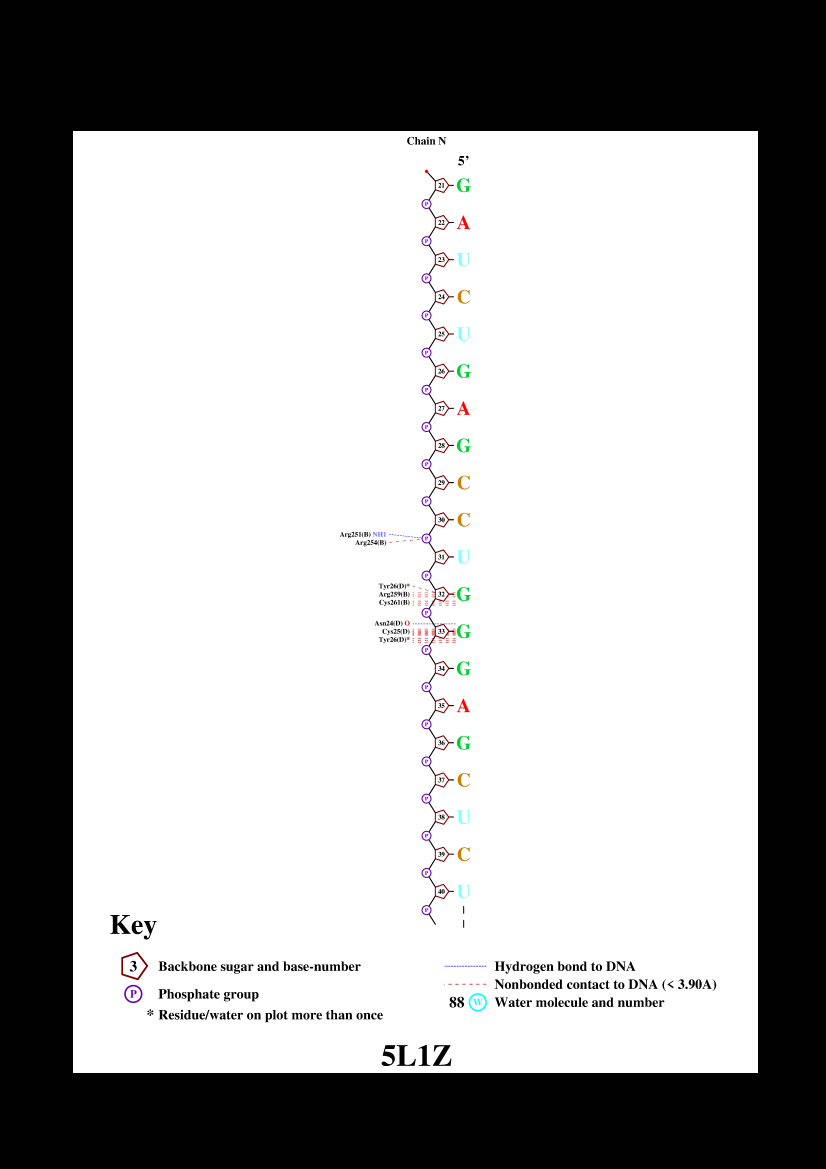 Chain N
5'
21 G
P
22 A
P
23 U
P
24 C
P
25 U
P
26 G
P
27 A
P
28 G
P
29 C
P
30 C
Arg251(B) NH1
P
Arg254(B)
31 U
P
Tyr26(D)*
Arg259(B) 32 G
Cys261(B)
P
Asn24(D) O
Cys25(D) 33 G
Tyr26(D)*
P
34 G
P
35 A
P
36 G
P
37 C
P
38 U
P
39 C
P
40 U
P
Key
3 Backbone sugar and base-number
P Phosphate group
* Residue/water on plot more than once
Hydrogen bond to DNA
Nonbonded contact to DNA (< 3.90A)
88 W Water molecule and number
5L1Z